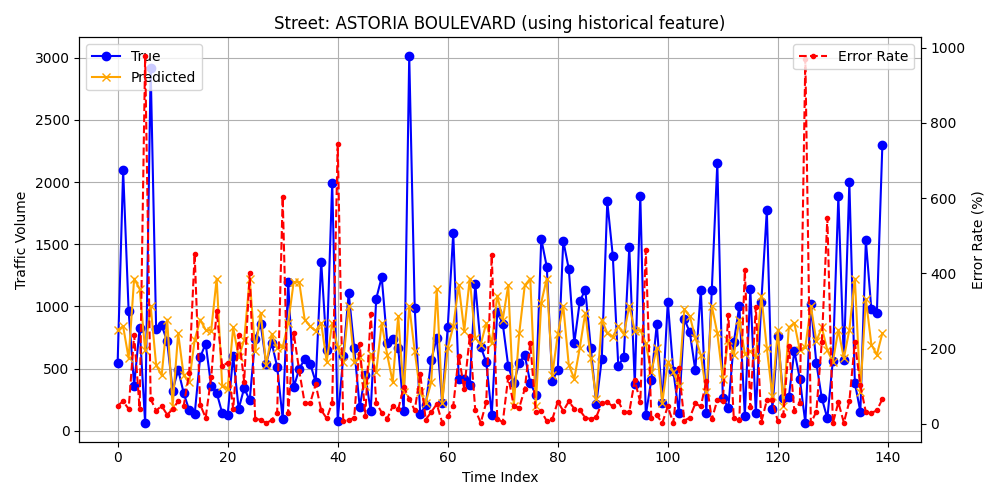 Street: ASTORIA BOULEVARD (using historical feature)
True
Predicted
Error Rate
3000
2500
2000
1500
1000
500
0
Traffic Volume
1000
800
600
400
200
0
Error Rate (%)
0 20 40 60 80 100 120 140
Time Index